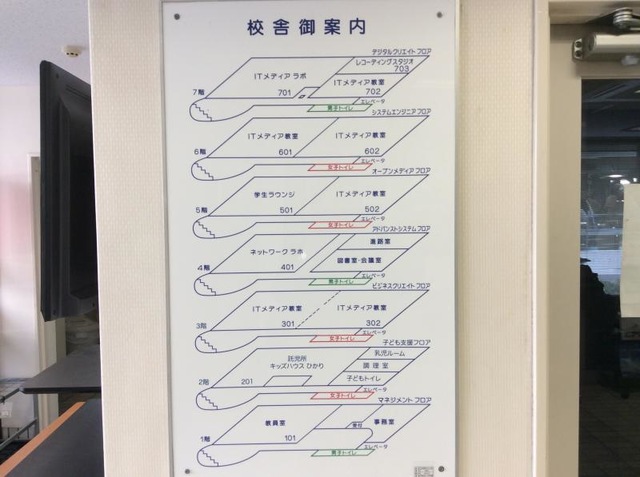 校舎御案内
デジタルクリエイトフロア
レコーディングスタジオ
703
ITメディアラボ
701
ITメディア教室
702
7階
エレベータ
男子トイレ
システムエンジニアフロア
ITメディア教室
601
ITメディア教室
602
6階
エレベータ
女子トイレ
オープンメディアフロア
学生ラウンジ
501
ITメディア教室
502
5階
エレベータ
女子トイレ
アドバンストシステムフロア
ネットワークラボ
401
進路室
図書室・会議室
4階
エレベータ
男子トイレ
ビジネスクリエイトフロア
ITメディア教室
301
ITメディア教室
302
3階
エレベータ
女子トイレ
子ども支援フロア
託児所
キッズハウスひかり
201
乳児ルーム
調理室
子どもトイレ
2階
エレベータ
女子トイレ
マネジメントフロア
教員室
101
受付
事務室
1階
エレベータ
男子トイレ